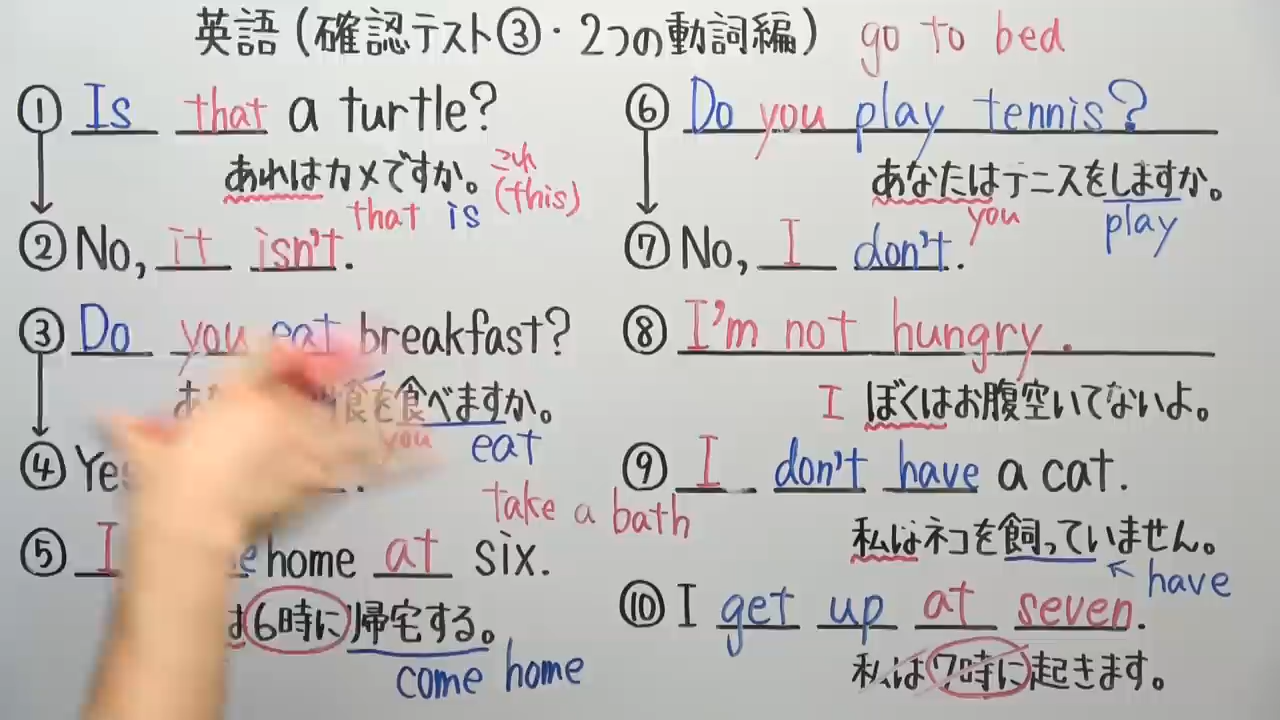 英語(確認テスト③・2つの動詞編) go to bed
① Is that a turtle?
あれはカメですか。 これ
that is (this)
② No, it isn't.
③ Do you eat breakfast?
食を食べますか。
you eat
④ Yes .
take a bath
⑤ I home at six.
6時に帰宅する。
come home
⑥ Do you play tennis?
あなたはテニスをしますか。
you play
⑦ No, I don't.
⑧ I'm not hungry.
I ぼくはお腹空いてないよ。
⑨ I don't have a cat.
私はネコを飼っていません。
have
⑩ I get up at seven.
私は7時に起きます。